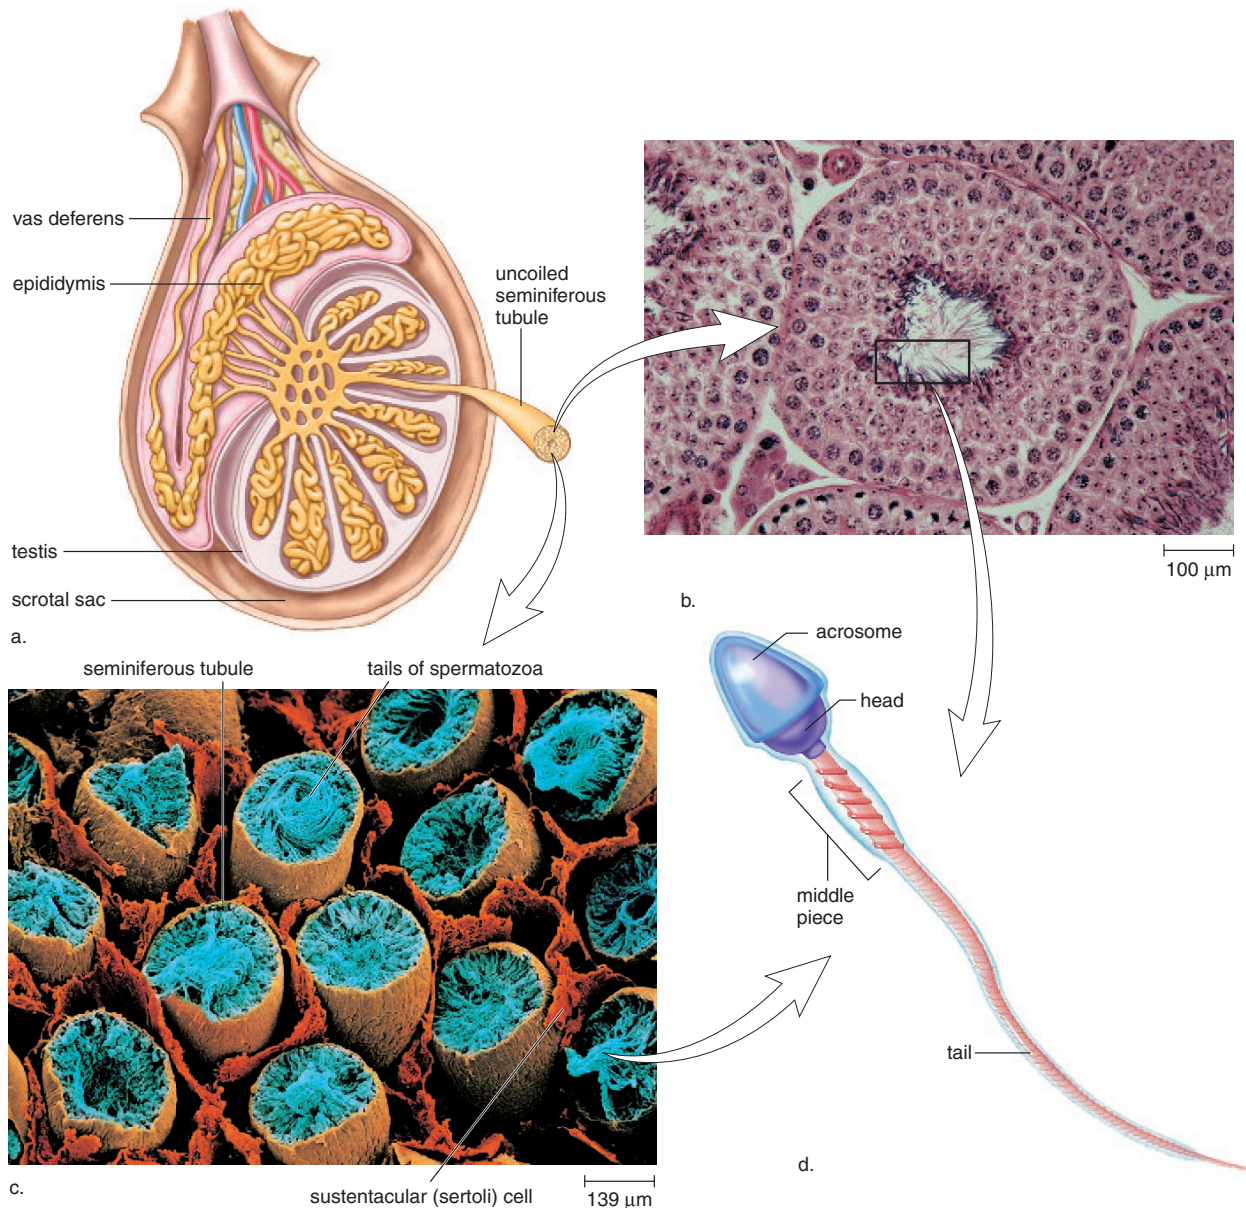 vas deferens
epididymis
uncoiled
seminiferous
tubule
testis
scrotal sac
a.
100 μm
b.
seminiferous tubule
tails of spermatozoa
acrosome
head
middle
piece
tail
d.
c.
sustentacular (sertoli) cell
139 μm